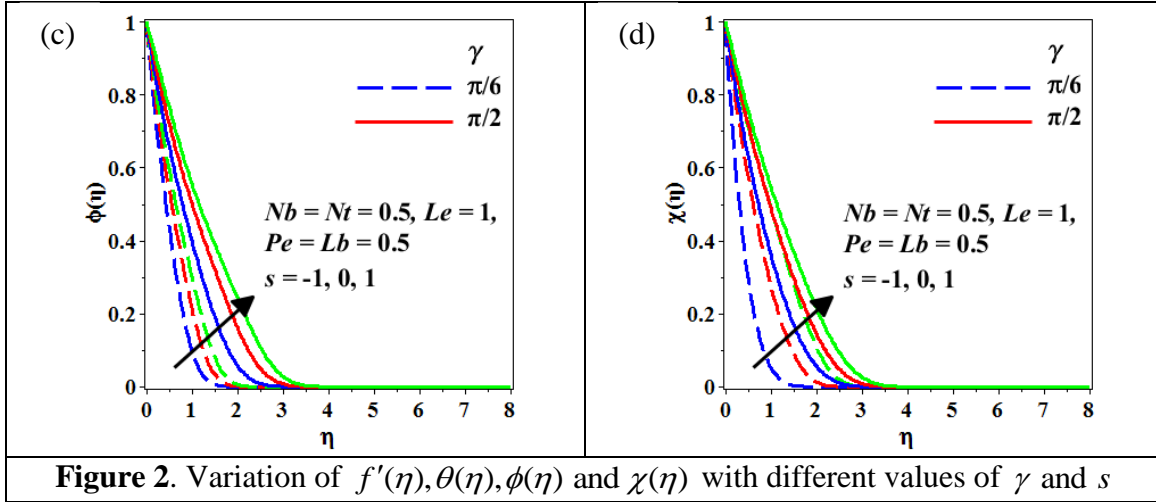 (c)
1
0.8
0.6
0.4
0.2
0
ϕ(η)
γ
π/6
π/2
Nb = Nt = 0.5, Le = 1,
Pe = Lb = 0.5
s = -1, 0, 1
0 1 2 3 4 5 6 7 8
η
(d)
1
0.8
0.6
0.4
0.2
0
χ(η)
γ
π/6
π/2
Nb = Nt = 0.5, Le = 1,
Pe = Lb = 0.5
s = -1, 0, 1
0 1 2 3 4 5 6 7 8
η
Figure 2. Variation of f′(η),θ(η),ϕ(η) and χ(η) with different values of γ and s